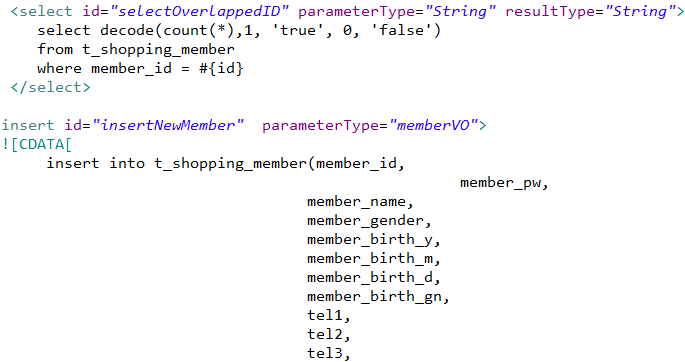 <select id="selectOverlappedID" parameterType="String" resultType="String">
select decode(count(*),1, 'true', 0, 'false')
from t_shopping_member
where member_id = #{id}
</select>
insert id="insertNewMember" parameterType="memberVO">
![CDATA[
insert into t_shopping_member(member_id,
member_pw,
member_name,
member_gender,
member_birth_y,
member_birth_m,
member_birth_d,
member_birth_gn,
tel1,
tel2,
tel3,